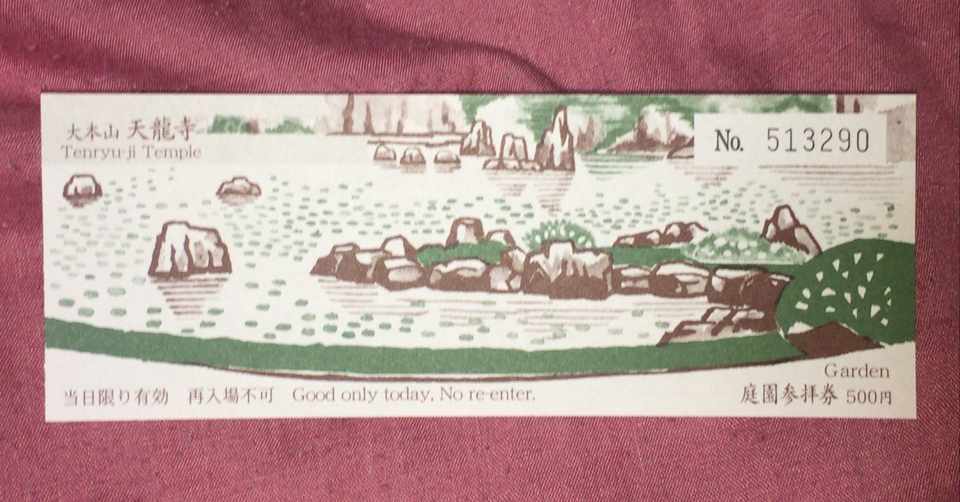 大本山 天龍寺
Tenryu-ji Temple
No. 513290
Garden
当日限り有効 再入場不可 Good only today, No re-enter.
庭園参拝券 500円